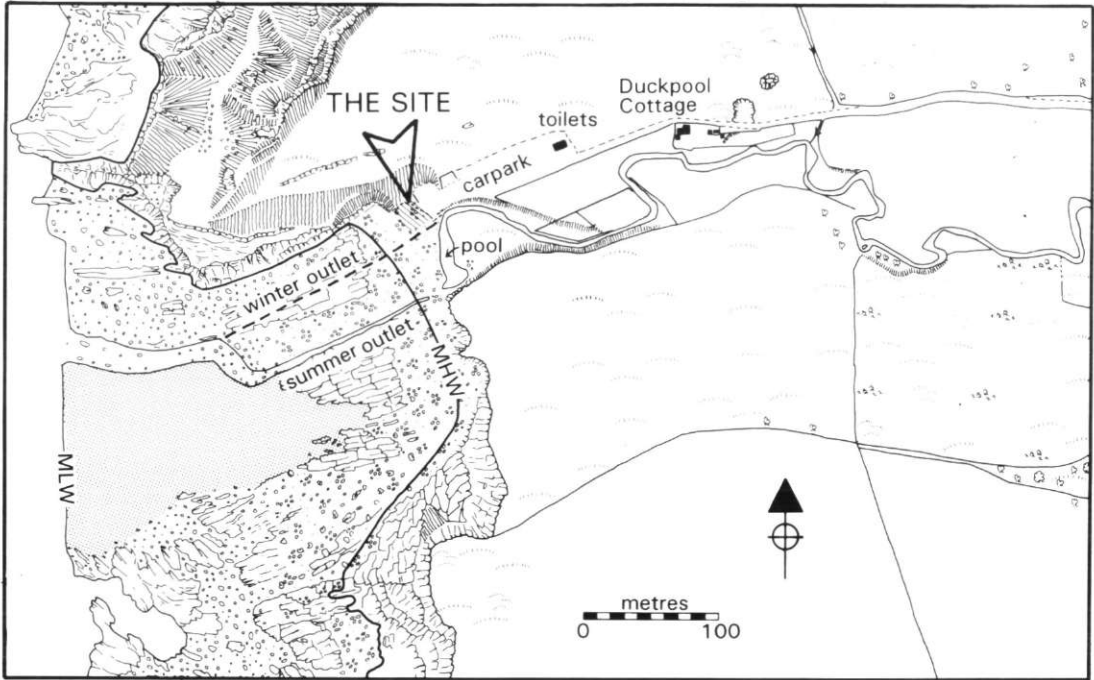 THE SITE
Duckpool
Cottage
toilets
carpark
pool
winter outlet
summer outlet
MHW
MLW
metres
0 100